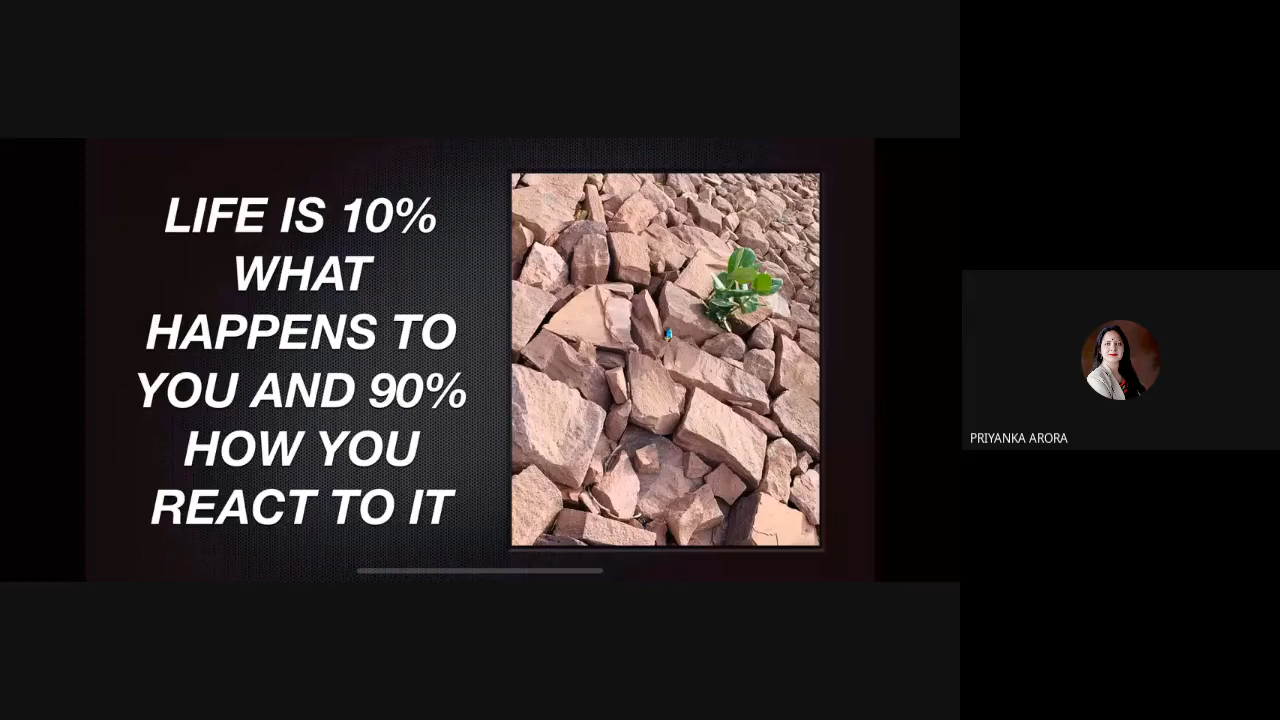 LIFE IS 10%
WHAT
HAPPENS TO
YOU AND 90%
HOW YOU
REACT TO IT
PRIYANKA ARORA